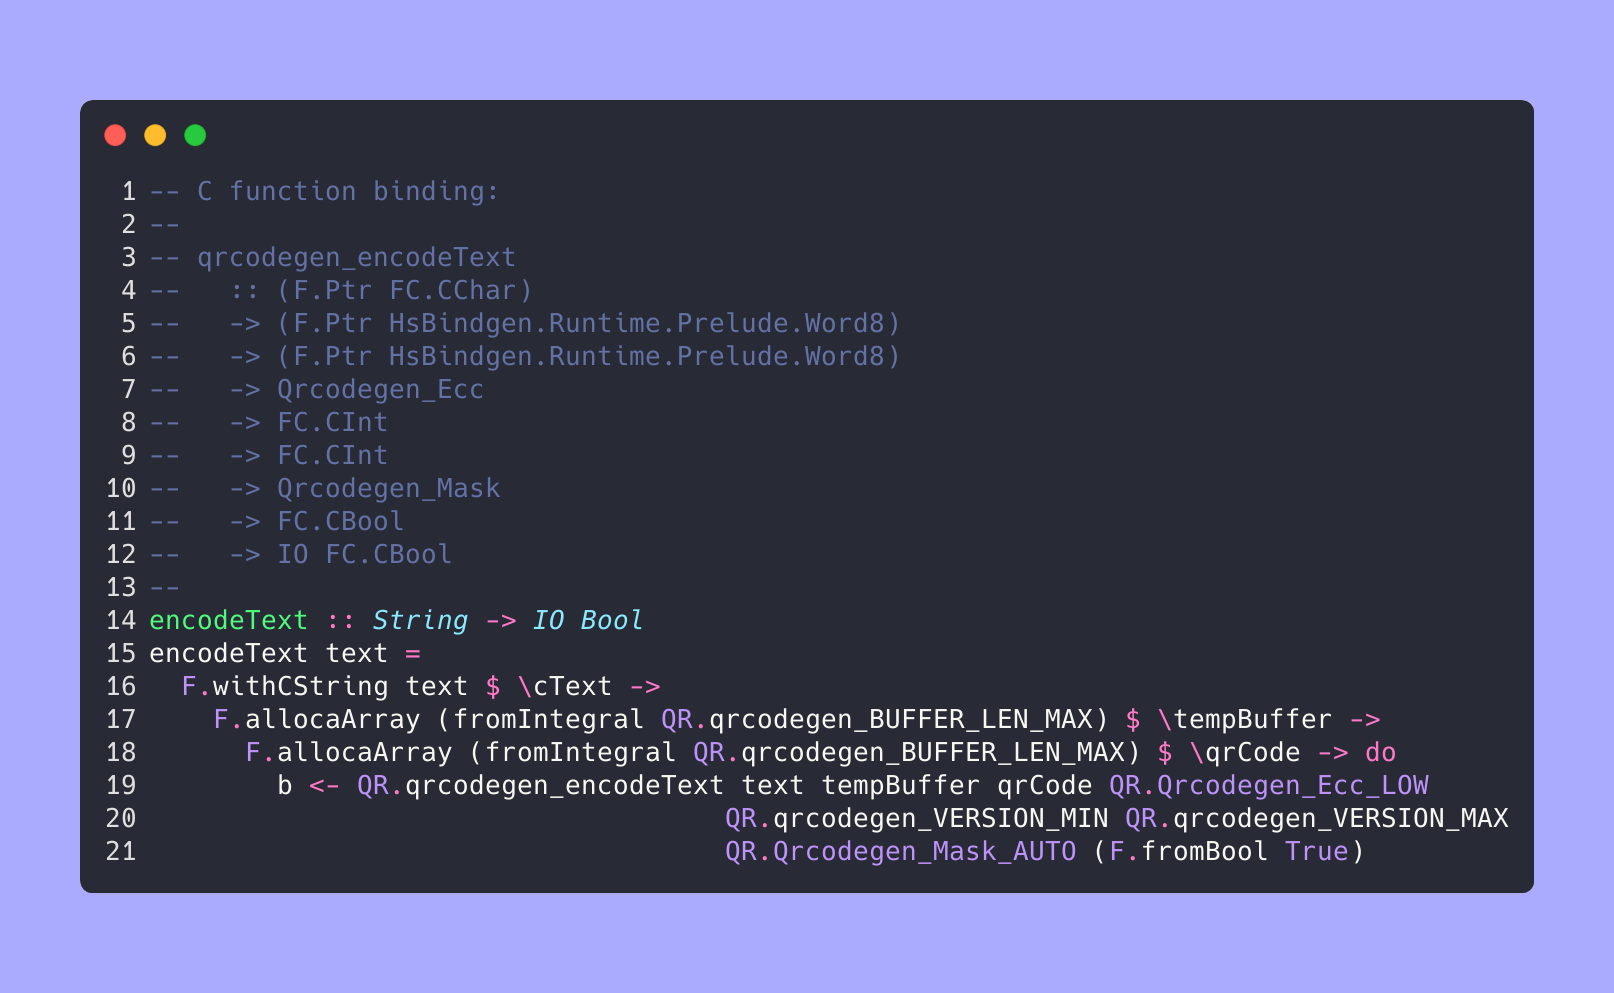 1 -- C function binding:
2 --
3 -- qrcodegen_encodeText
4 --   :: (F.Ptr FC.CChar)
5 --   -> (F.Ptr HsBindgen.Runtime.Prelude.Word8)
6 --   -> (F.Ptr HsBindgen.Runtime.Prelude.Word8)
7 --   -> Qrcodegen_Ecc
8 --   -> FC.CInt
9 --   -> FC.CInt
10 --   -> Qrcodegen_Mask
11 --   -> FC.CBool
12 --   -> IO FC.CBool
13 --
14 encodeText :: String -> IO Bool
15 encodeText text =
16   F.withCString text $ \cText ->
17     F.allocaArray (fromIntegral QR.qrcodegen_BUFFER_LEN_MAX) $ \tempBuffer ->
18       F.allocaArray (fromIntegral QR.qrcodegen_BUFFER_LEN_MAX) $ \qrCode -> do
19         b <- QR.qrcodegen_encodeText text tempBuffer qrCode QR.Qrcodegen_Ecc_LOW
20                                     QR.qrcodegen_VERSION_MIN QR.qrcodegen_VERSION_MAX
21                                     QR.Qrcodegen_Mask_AUTO (F.fromBool True)